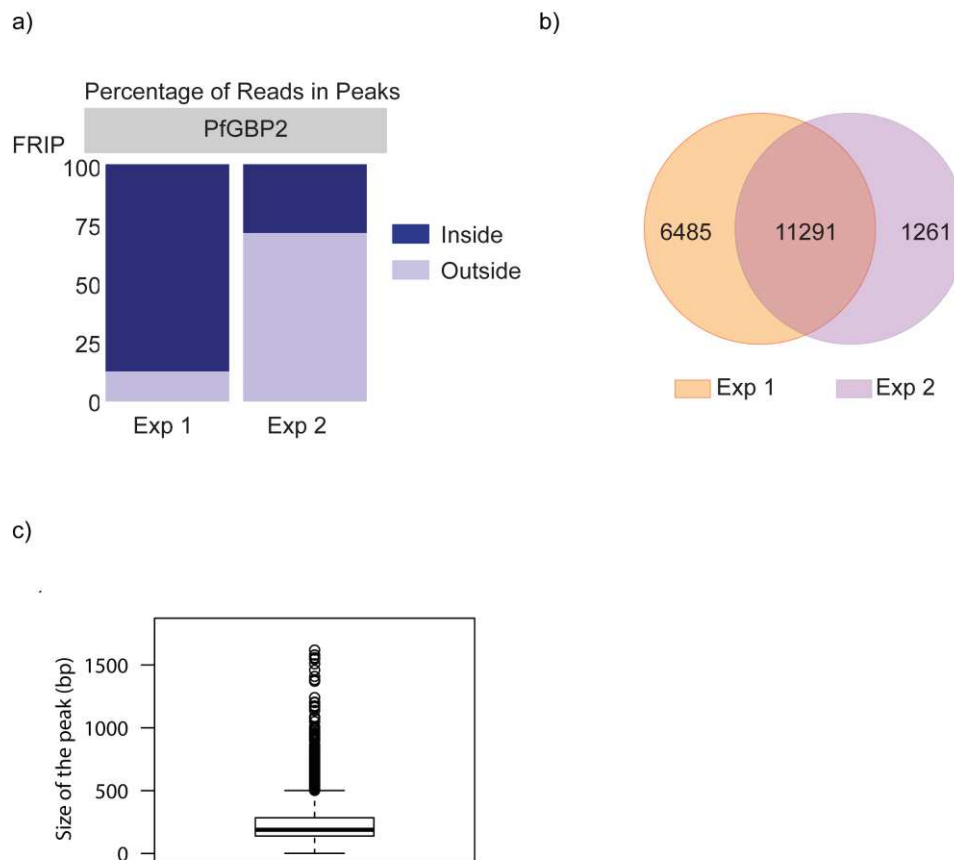 a)
b)
Percentage of Reads in Peaks
PfGBP2
FRIP
100
75
50
25
0
Inside
Outside
Exp 1
Exp 2
6485
11291
1261
Exp 1
Exp 2
c)
Size of the peak (bp)
1500
1000
500
0